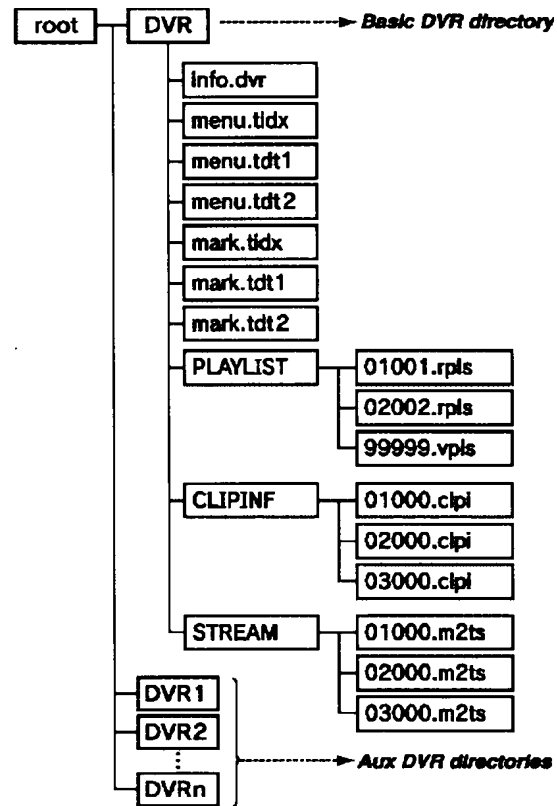 root DVR Basic DVR directory
info.dvr
menu.tidx
menu.tdt1
menu.tdt2
mark.tidx
mark.tdt1
mark.tdt2
PLAYLIST 01001.rpls
02002.rpls
99999.vpls
CLIPINF 01000.clpi
02000.clpi
03000.clpi
STREAM 01000.m2ts
02000.m2ts
03000.m2ts
DVR1
DVR2
DVRn
Aux DVR directories